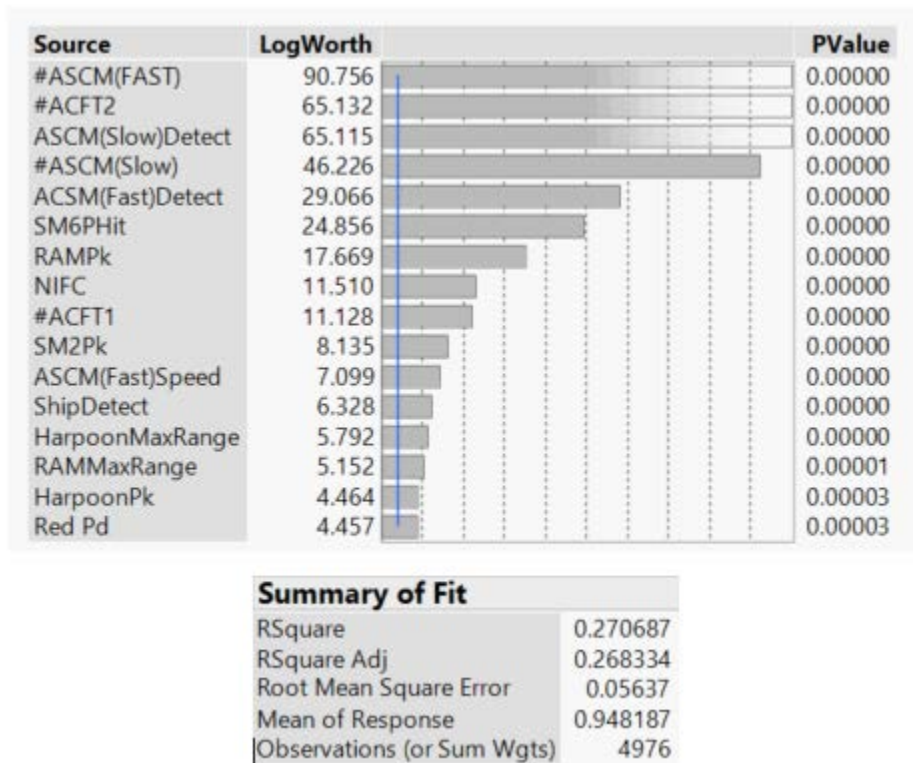 Source LogWorth PValue
#ASCM(FAST) 90.756 0.00000
#ACFT2 65.132 0.00000
ASCM(Slow)Detect 65.115 0.00000
#ASCM(Slow) 46.226 0.00000
ACSM(Fast)Detect 29.066 0.00000
SM6PHit 24.856 0.00000
RAMPk 17.669 0.00000
NIFC 11.510 0.00000
#ACFT1 11.128 0.00000
SM2Pk 8.135 0.00000
ASCM(Fast)Speed 7.099 0.00000
ShipDetect 6.328 0.00000
HarpoonMaxRange 5.792 0.00000
RAMMaxRange 5.152 0.00001
HarpoonPk 4.464 0.00003
Red Pd 4.457 0.00003
Summary of Fit
RSquare 0.270687
RSquare Adj 0.268334
Root Mean Square Error 0.05637
Mean of Response 0.948187
Observations (or Sum Wgts) 4976